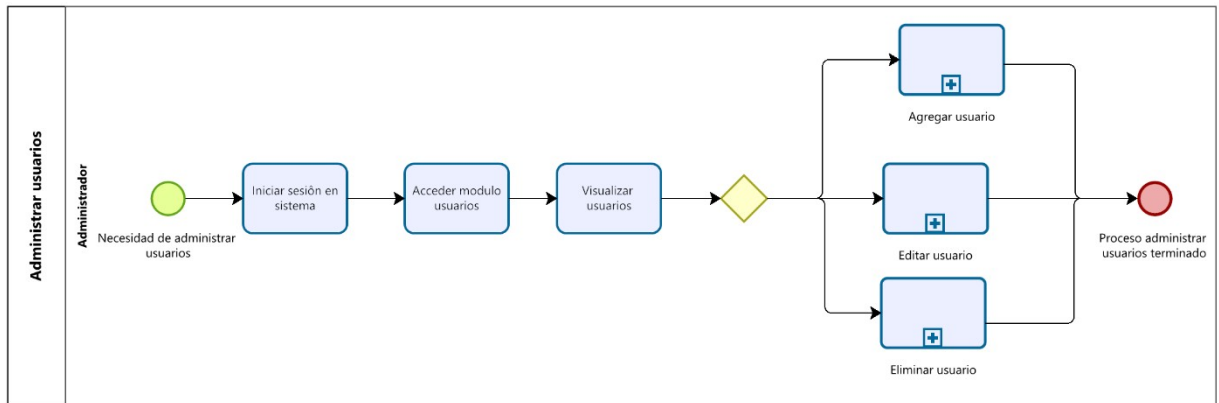 Administrar usuarios
Administrador
Necesidad de administrar
usuarios
Iniciar sesión en
sistema
Acceder modulo
usuarios
Visualizar
usuarios
Agregar usuario
Editar usuario
Eliminar usuario
Proceso administrar
usuarios terminado